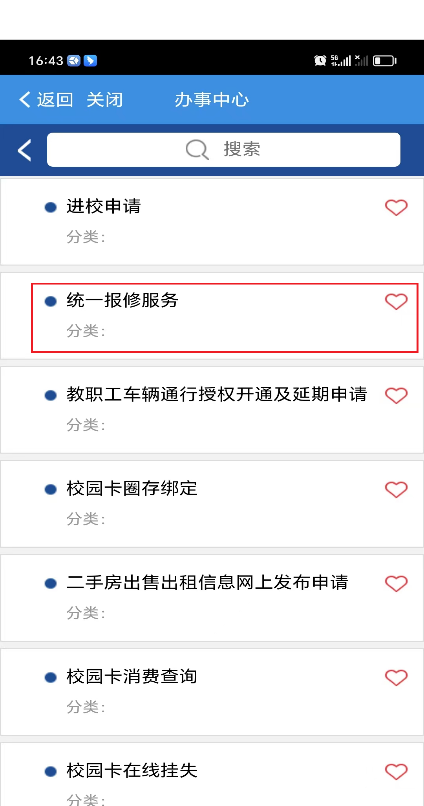 16:43 5G
返回 关闭 办事中心
搜索
进校申请
分类:
统一报修服务
分类:
教职工车辆通行授权开通及延期申请
分类:
校园卡圈存绑定
分类:
二手房出售出租信息网上发布申请
分类:
校园卡消费查询
分类:
校园卡在线挂失
分类: